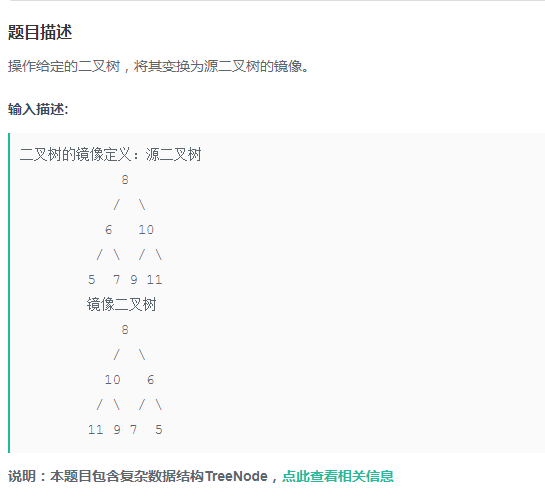 题目描述
操作给定的二叉树，将其变换为源二叉树的镜像。
输入描述:
二叉树的镜像定义：源二叉树
8
/ \
6 10
/ \ / \
5 7 9 11
镜像二叉树
8
/ \
10 6
/ \ / \
11 9 7 5
说明：本题目包含复杂数据结构TreeNode，点此查看相关信息